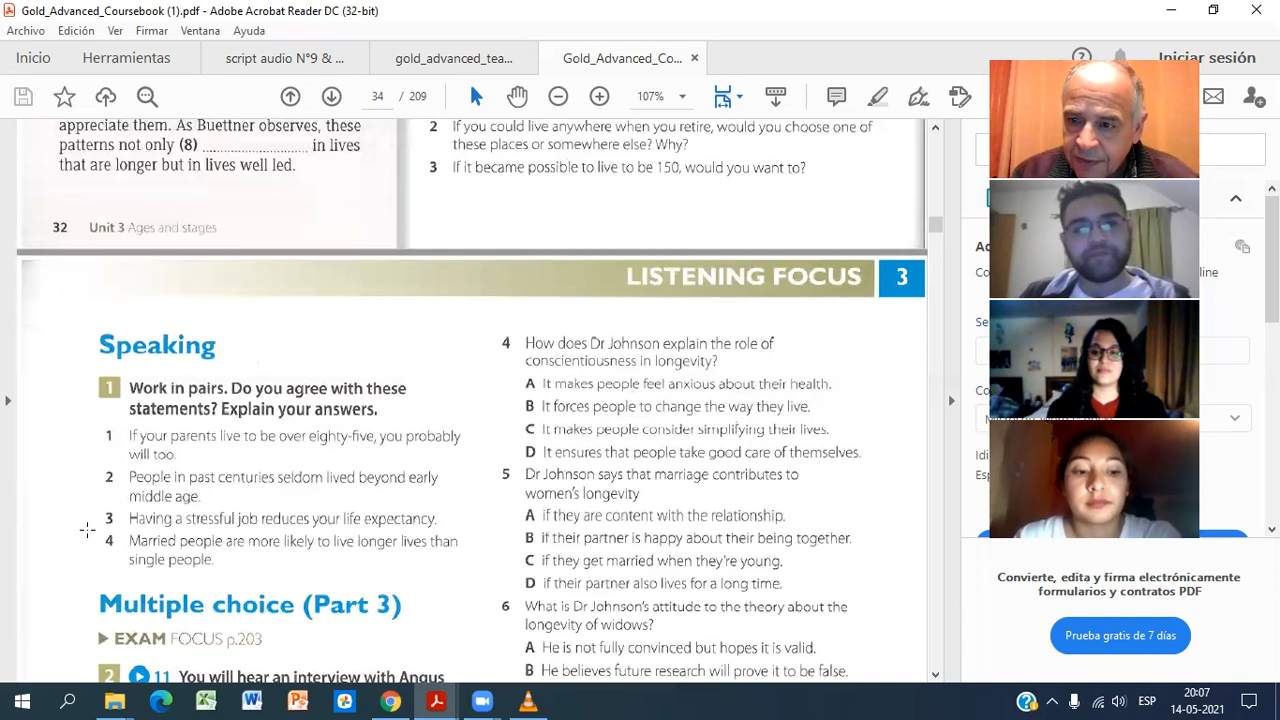 Gold_Advanced_Coursebook (1).pdf - Adobe Acrobat Reader DC (32-bit)
Archivo Edición Ver Firmar Ventana Ayuda
Inicio Herramientas script audio N°9 & ... gold_advanced_tea... Gold_Advanced_Co... Iniciar sesión
34 / 209 107%
appreciate them. As Buettner observes, these
patterns not only (8) ........................... in lives
that are longer but in lives well led.
32 Unit 3 Ages and stages
2 If you could live anywhere when you retire, would you choose one of
these places or somewhere else? Why?
3 If it became possible to live to be 150, would you want to?
LISTENING FOCUS 3
Speaking
1 Work in pairs. Do you agree with these
statements? Explain your answers.
1 If your parents live to be over eighty-five, you probably
will too.
2 People in past centuries seldom lived beyond early
middle age.
3 Having a stressful job reduces your life expectancy.
4 Married people are more likely to live longer lives than
single people.
Multiple choice (Part 3)
EXAM FOCUS p.203
2 11 You will hear an interview with Angus
4 How does Dr Johnson explain the role of
conscientiousness in longevity?
A It makes people feel anxious about their health.
B It forces people to change the way they live.
C It makes people consider simplifying their lives.
D It ensures that people take good care of themselves.
5 Dr Johnson says that marriage contributes to
women's longevity
A if they are content with the relationship.
B if their partner is happy about their being together.
C if they get married when they're young.
D if their partner also lives for a long time.
6 What is Dr Johnson's attitude to the theory about the
longevity of widows?
A He is not fully convinced but hopes it is valid.
B He believes future research will prove it to be false.
Convierte, edita y firma electrónicamente
formularios y contratos PDF
Prueba gratis de 7 días
ESP
20:07
14-05-2021